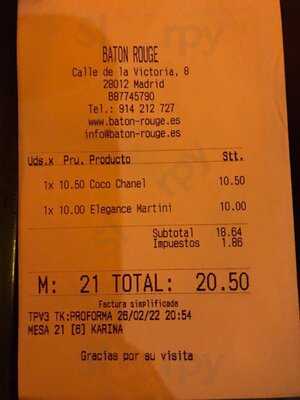 BATON ROUGE
Calle de la Victoria, 8
28012 Madrid
B87745790
Tel.: 914 212 727
www.baton-rouge.es
info@baton-rouge.es
Uds.x Pru. Producto Stt.
1x 10.50 Coco Chanel 10.50
1x 10.00 Elegance Martini 10.00
Subtotal 18.64
Impuestos 1.86
M: 21 TOTAL: 20.50
Factura simplificada
TPV3 TK:PROFORMA 26/02/22 20:54
MESA 21 [6] KARINA
Gracias por su visita